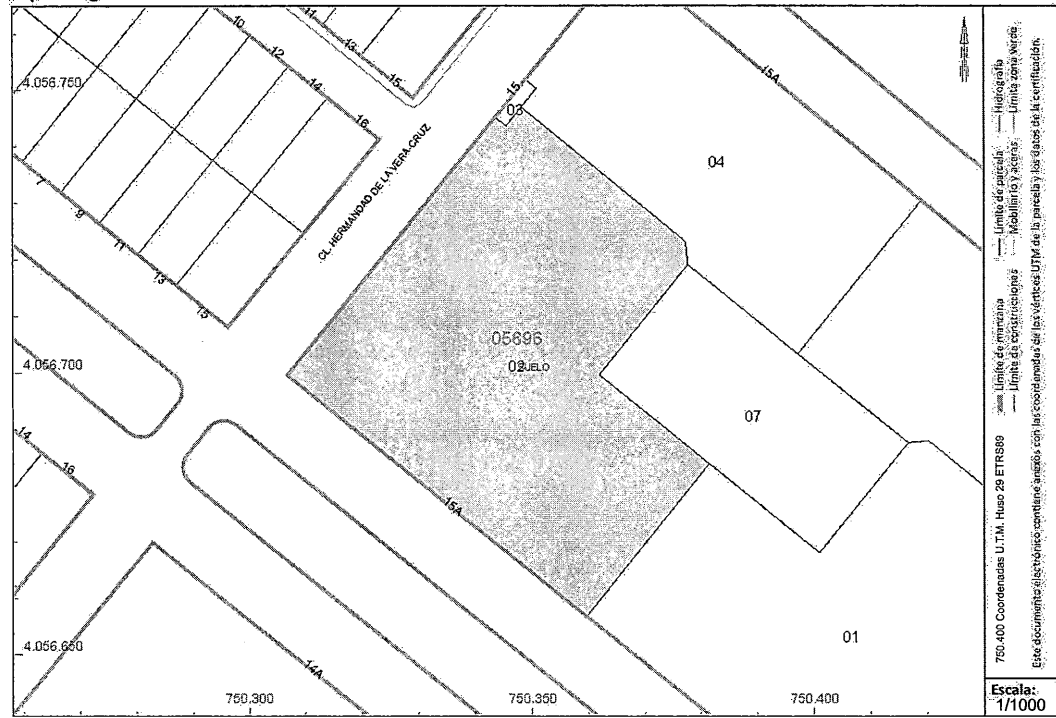 11
13
15
10
12
14
16
15
03
15A
4.056.750
CL HERMANDAD DE LA VERA-CRUZ
04
7
9
11
13
15
05696
02
SUELO
4.056.700
07
14
16
15A
01
4.056.650
14A
750.300
750.350
750.400
750.400 Coordenadas U.T.M. Huso 29 ETRS89
Límite de manzana
Límite de parcela
Hidrografía
Límite de construcciones
Mobiliario y aceras
Límite zona verde
Este documento electrónico contiene anexos con las coordenadas de los vértices UTM de la parcela y los datos de la certificación.
Escala:
1/1000